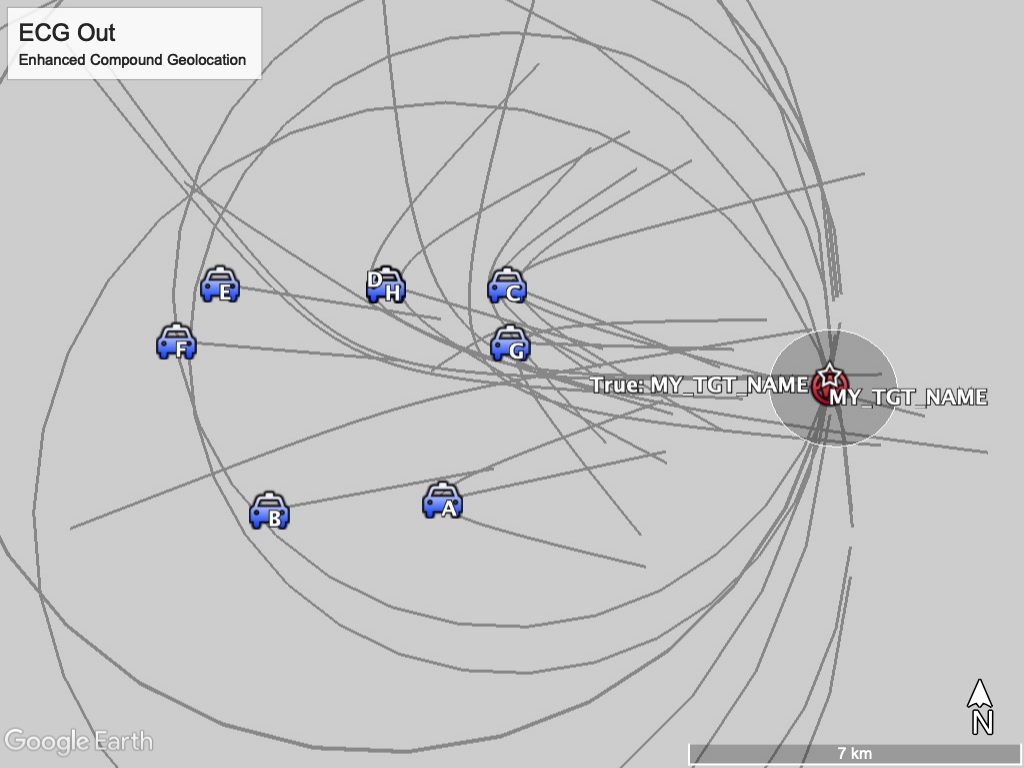 ECG Out
Enhanced Compound Geolocation
E
D
H
C
F
G
True: MY_TGT_NAME
MY_TGT_NAME
B
A
N
Google Earth
7 km